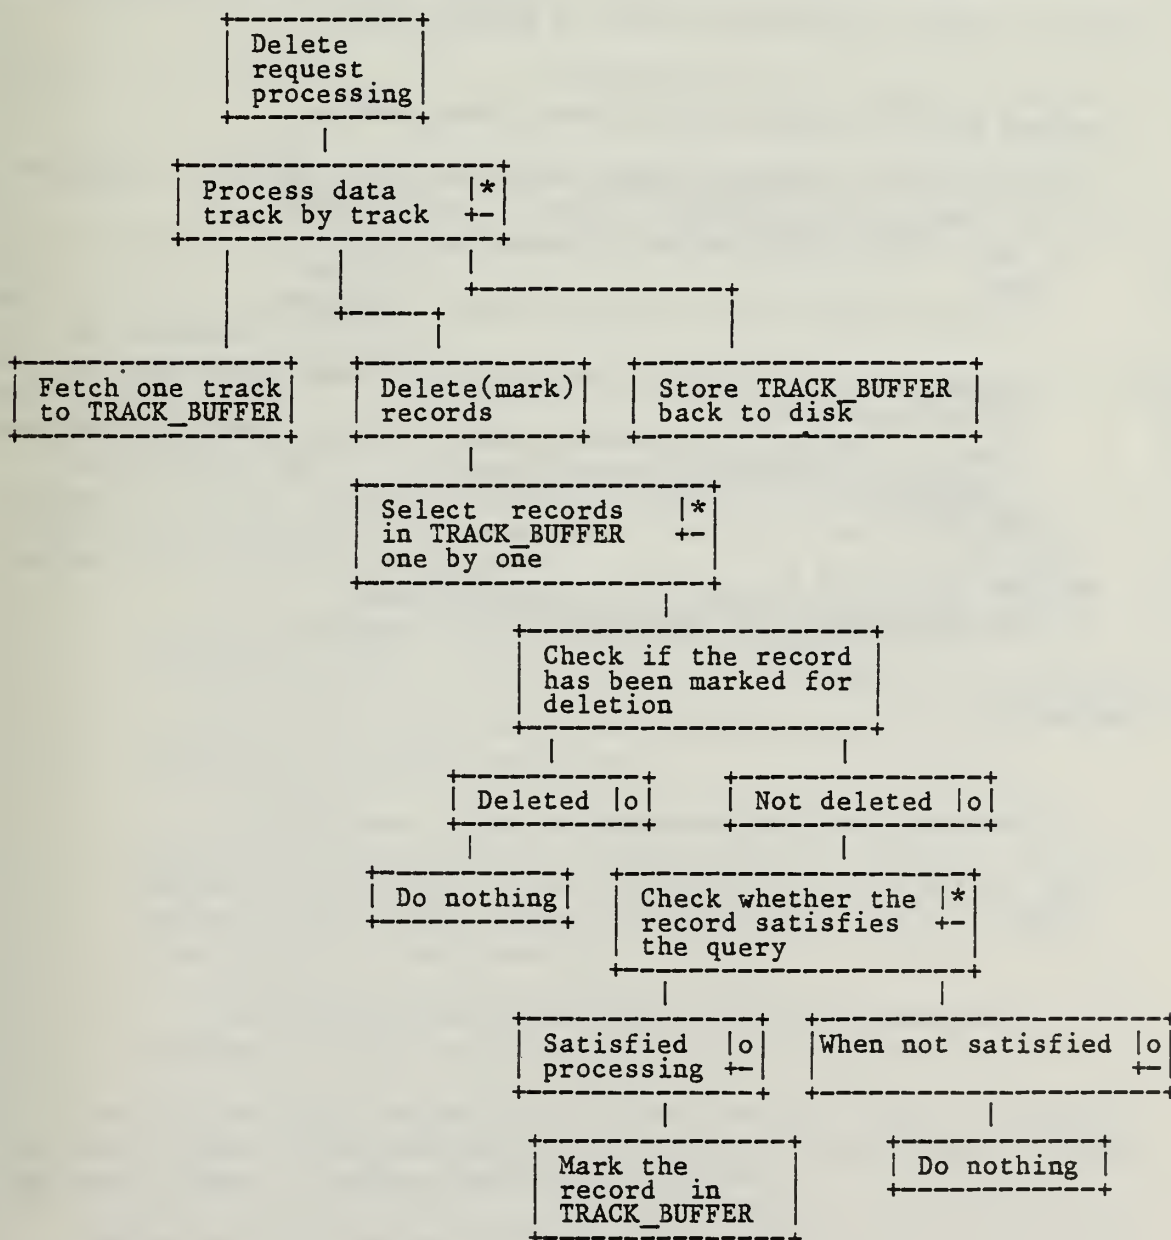 Delete
request
processing
Process data *
track by track
Fetch one track
to TRACK_BUFFER
Delete(mark)
records
Store TRACK_BUFFER
back to disk
Select records *
in TRACK_BUFFER
one by one
Check if the record
has been marked for
deletion
Deleted o
Not deleted o
Do nothing
Check whether the *
record satisfies
the query
Satisfied o
processing
When not satisfied o
Mark the
record in
TRACK_BUFFER
Do nothing